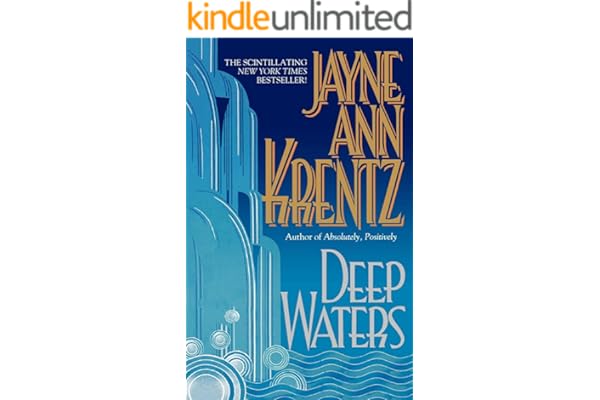 kindleunlimited
THE SCINTILLATING
NEW YORK TIMES
BESTSELLER!
JAYNE
ANN
KRENTZ
Author of Absolutely, Positively
DEEP
WATERS